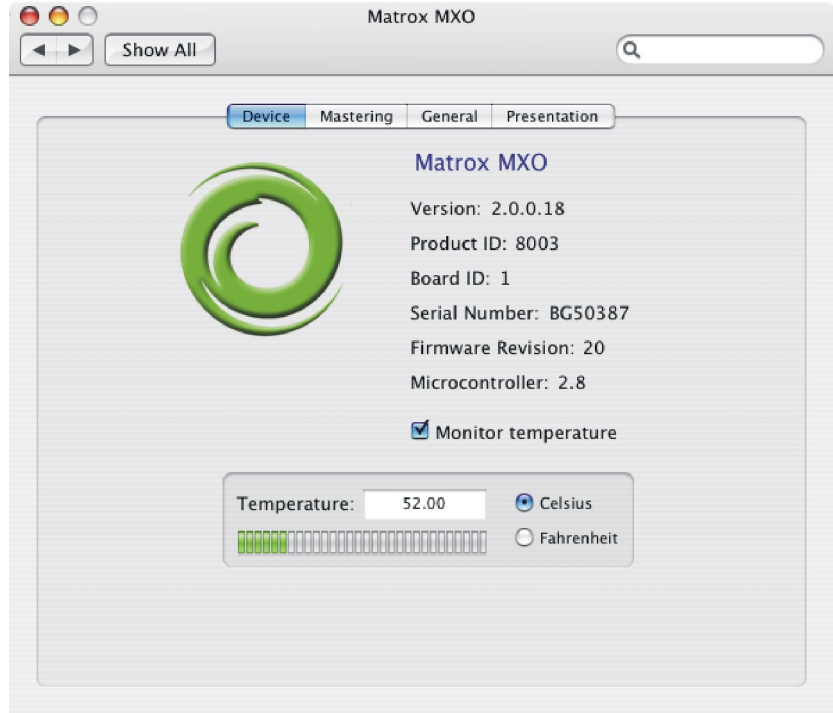 Matrox MXO
Show All
Device Mastering General Presentation
Matrox MXO
Version: 2.0.0.18
Product ID: 8003
Board ID: 1
Serial Number: BG50387
Firmware Revision: 20
Microcontroller: 2.8
Monitor temperature
Temperature: 52.00 Celsius
Fahrenheit